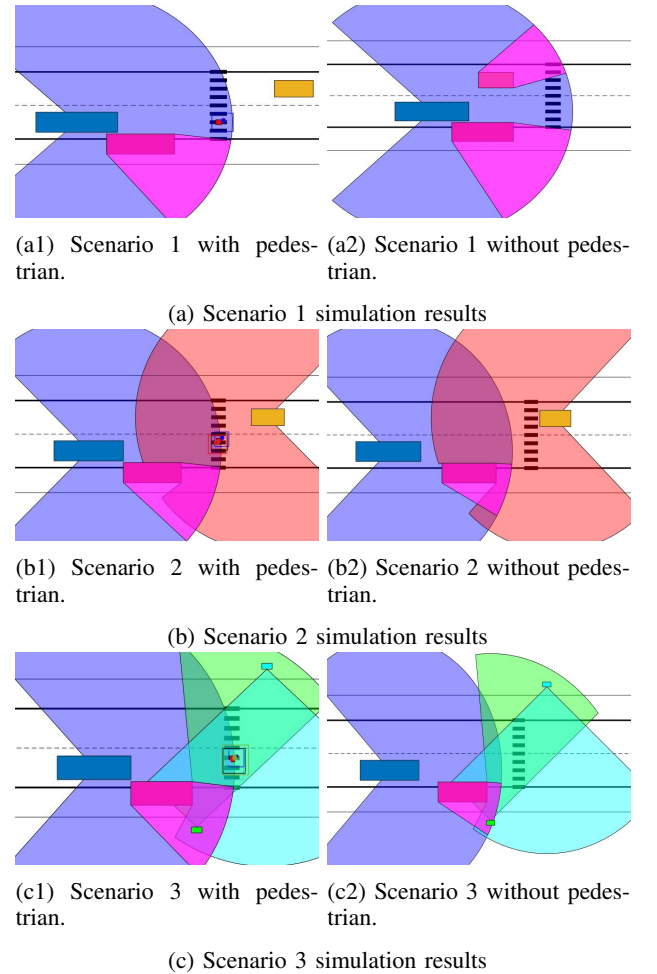 (a1) Scenario 1 with pedes-
trian.
(a2) Scenario 1 without pedes-
trian.
(a) Scenario 1 simulation results
(b1) Scenario 2 with pedes-
trian.
(b2) Scenario 2 without pedes-
trian.
(b) Scenario 2 simulation results
(c1) Scenario 3 with pedes-
trian.
(c2) Scenario 3 without pedes-
trian.
(c) Scenario 3 simulation results